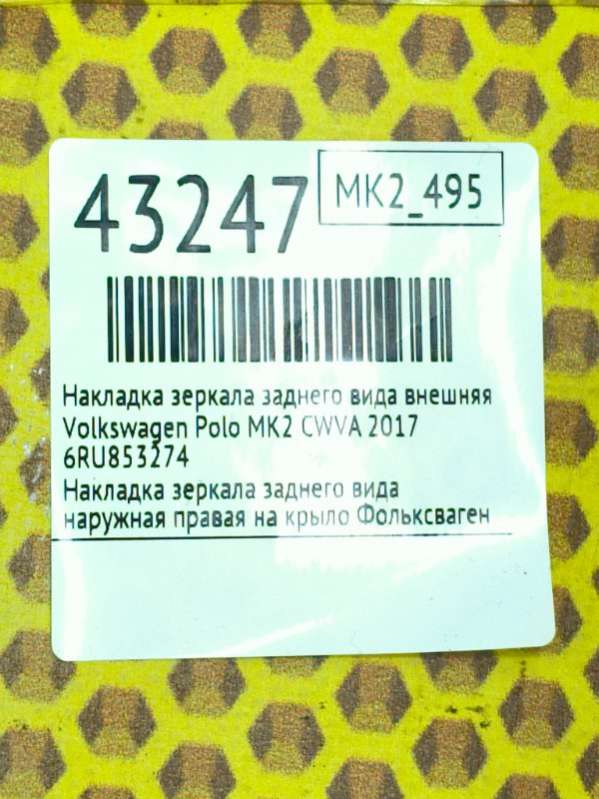 43247
MK2_495
Накладка зеркала заднего вида внешняя
Volkswagen Polo MK2 CWVA 2017
6RU853274
Накладка зеркала заднего вида
наружная правая на крыло Фольксваген